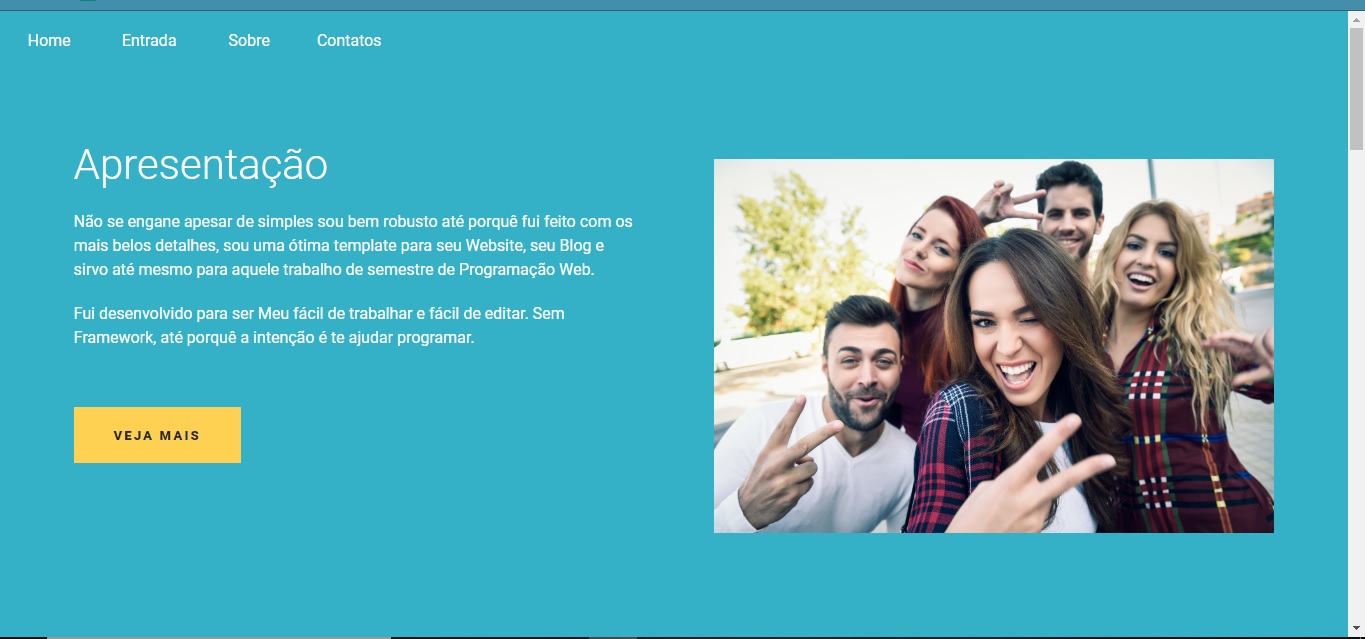 Home Entrada Sobre Contatos
Apresentação
Não se engane apesar de simples sou bem robusto até porquê fui feito com os
mais belos detalhes, sou uma ótima template para seu Website, seu Blog e
sirvo até mesmo para aquele trabalho de semestre de Programação Web.
Fui desenvolvido para ser Meu fácil de trabalhar e fácil de editar. Sem
Framework, até porquê a intenção é te ajudar programar.
VEJA MAIS